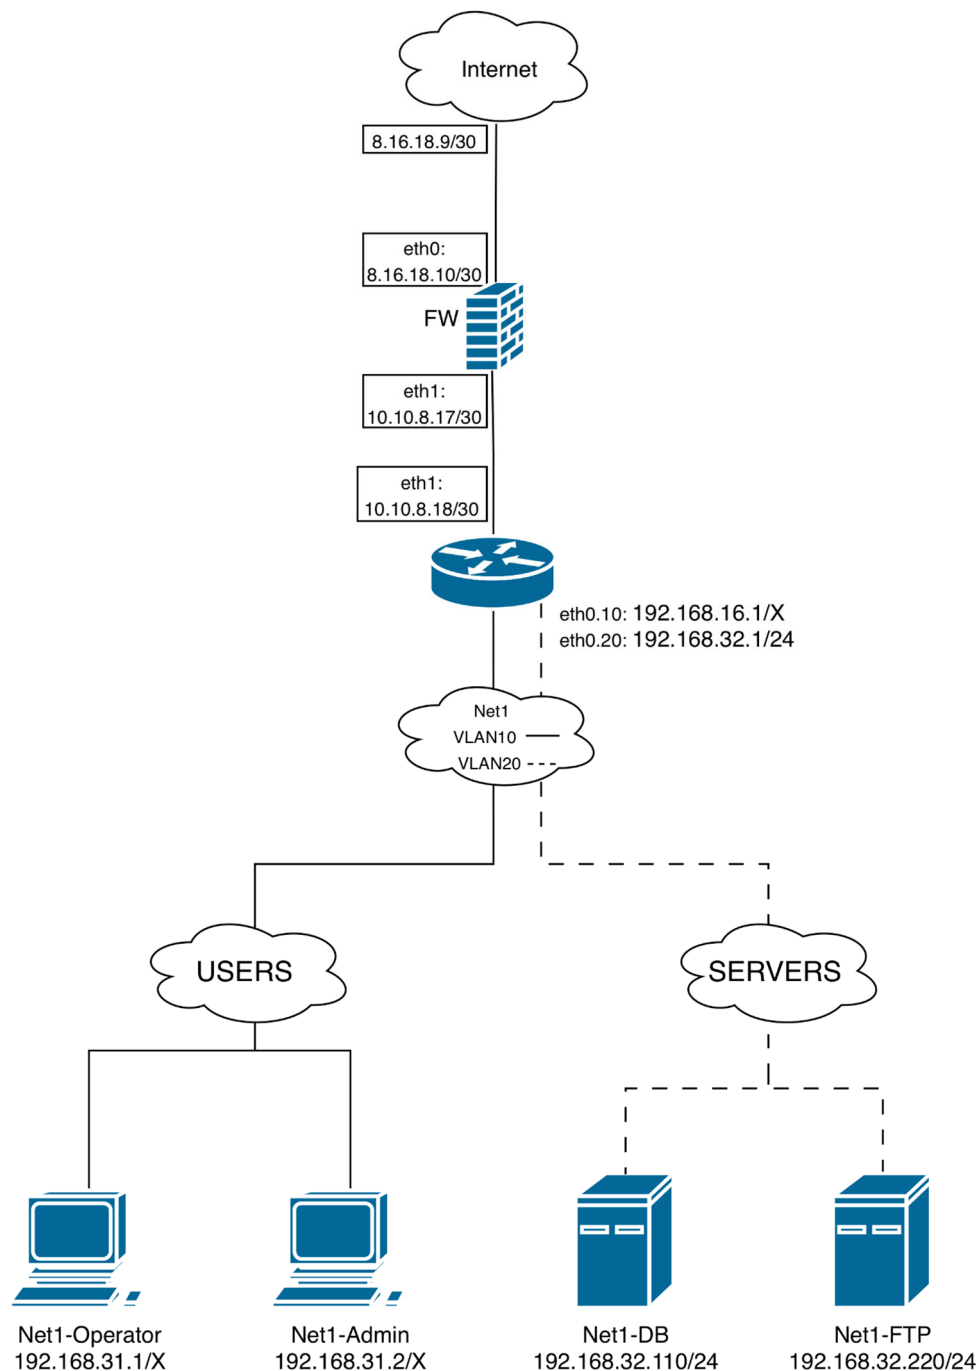 Internet
8.16.18.9/30
eth0:
8.16.18.10/30
FW
eth1:
10.10.8.17/30
eth1:
10.10.8.18/30
eth0.10: 192.168.16.1/X
eth0.20: 192.168.32.1/24
Net1
VLAN10
VLAN20
USERS
SERVERS
Net1-Operator
192.168.31.1/X
Net1-Admin
192.168.31.2/X
Net1-DB
192.168.32.110/24
Net1-FTP
192.168.32.220/24